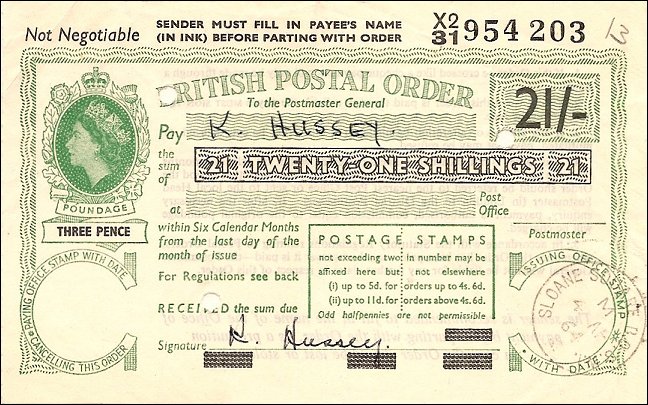 Not Negotiable
SENDER MUST FILL IN PAYEE'S NAME
(IN INK) BEFORE PARTING WITH ORDER
X2
31 954 203
BRITISH POSTAL ORDER
To the Postmaster General
21/-
Pay K. HUSSEY.
the sum of 21 TWENTY-ONE SHILLINGS 21
at Post Office
POUNDAGE
THREE PENCE
within Six Calendar Months
from the last day of the
month of issue
Postmaster
For Regulations see back
POSTAGE STAMPS
not exceeding two in number may be
affixed here but not elsewhere
(i) up to 5d. for orders up to 4s. 6d.
(ii) up to 11d. for orders above 4s. 6d.
Odd halfpennies are not permissible
RECEIVED the sum due
Signature K. Hussey.
PAYING OFFICE STAMP WITH DATE
CANCELLING THIS ORDER
ISSUING OFFICE STAMP
WITH DATE
SLOANE